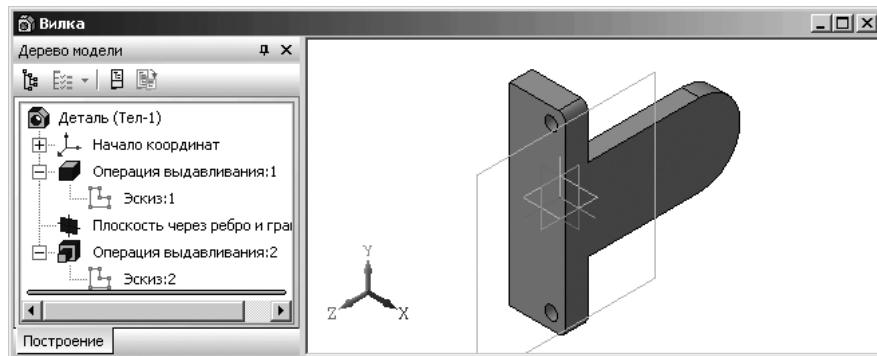 Вилка
Дерево модели
Деталь (Тел-1)
Начало координат
Операция выдавливания:1
Эскиз:1
Плоскость через ребро и гра
Операция выдавливания:2
Эскиз:2
Построение
Y
Z
X